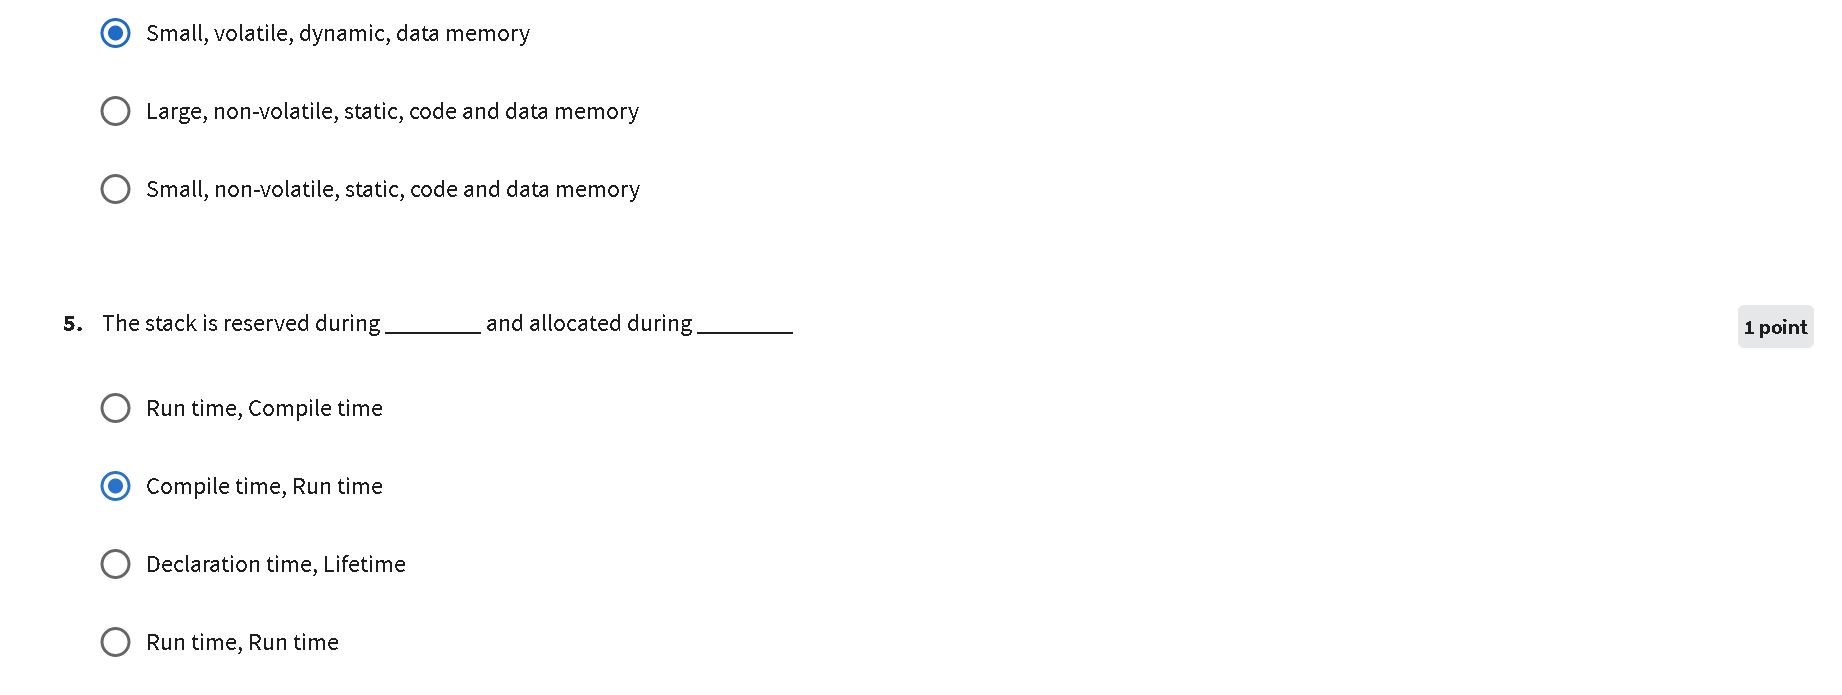 Small, volatile, dynamic, data memory
Large, non-volatile, static, code and data memory
Small, non-volatile, static, code and data memory
5. The stack is reserved during ________ and allocated during ________
1 point
Run time, Compile time
Compile time, Run time
Declaration time, Lifetime
Run time, Run time